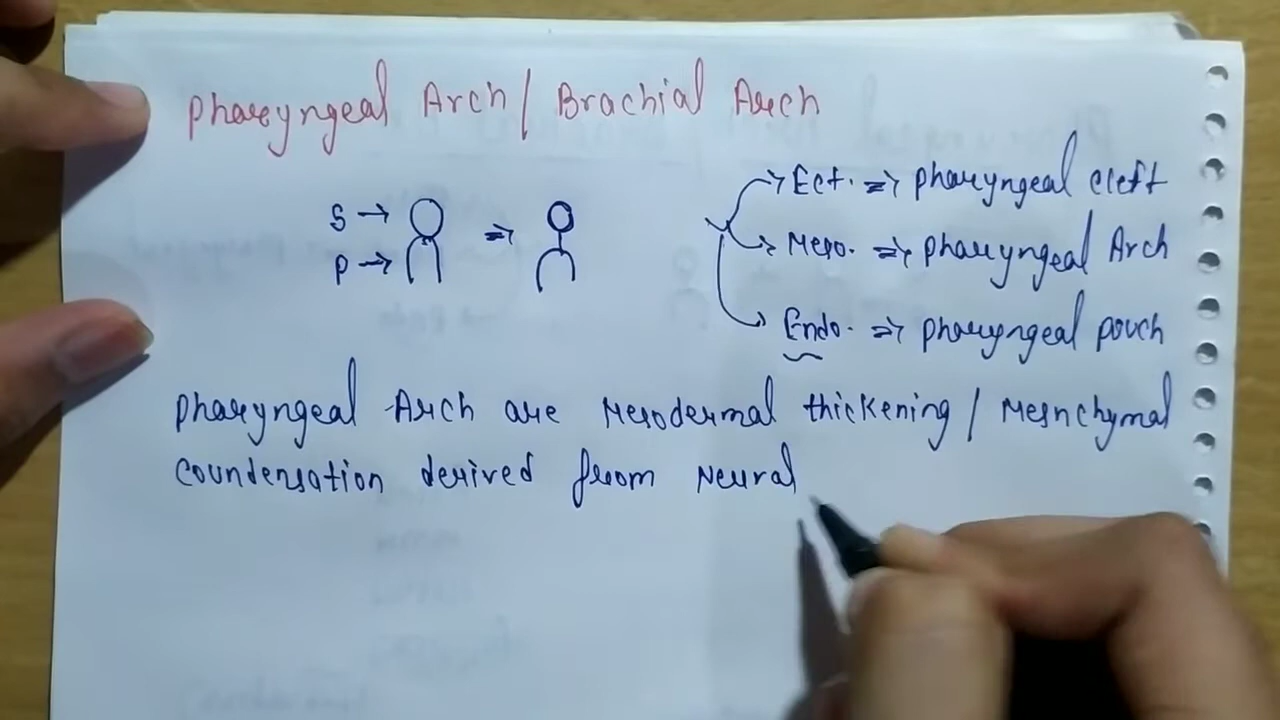 Pharyngeal Arch / Brachial Arch
S →
P →
⇒
→ Ect. ⇒ pharyngeal cleft
→ Meso. ⇒ pharyngeal Arch
→ Endo. ⇒ pharyngeal pouch
pharyngeal Arch are Mesodermal thickening / Mesnchymal
Coundensation derived from Neural